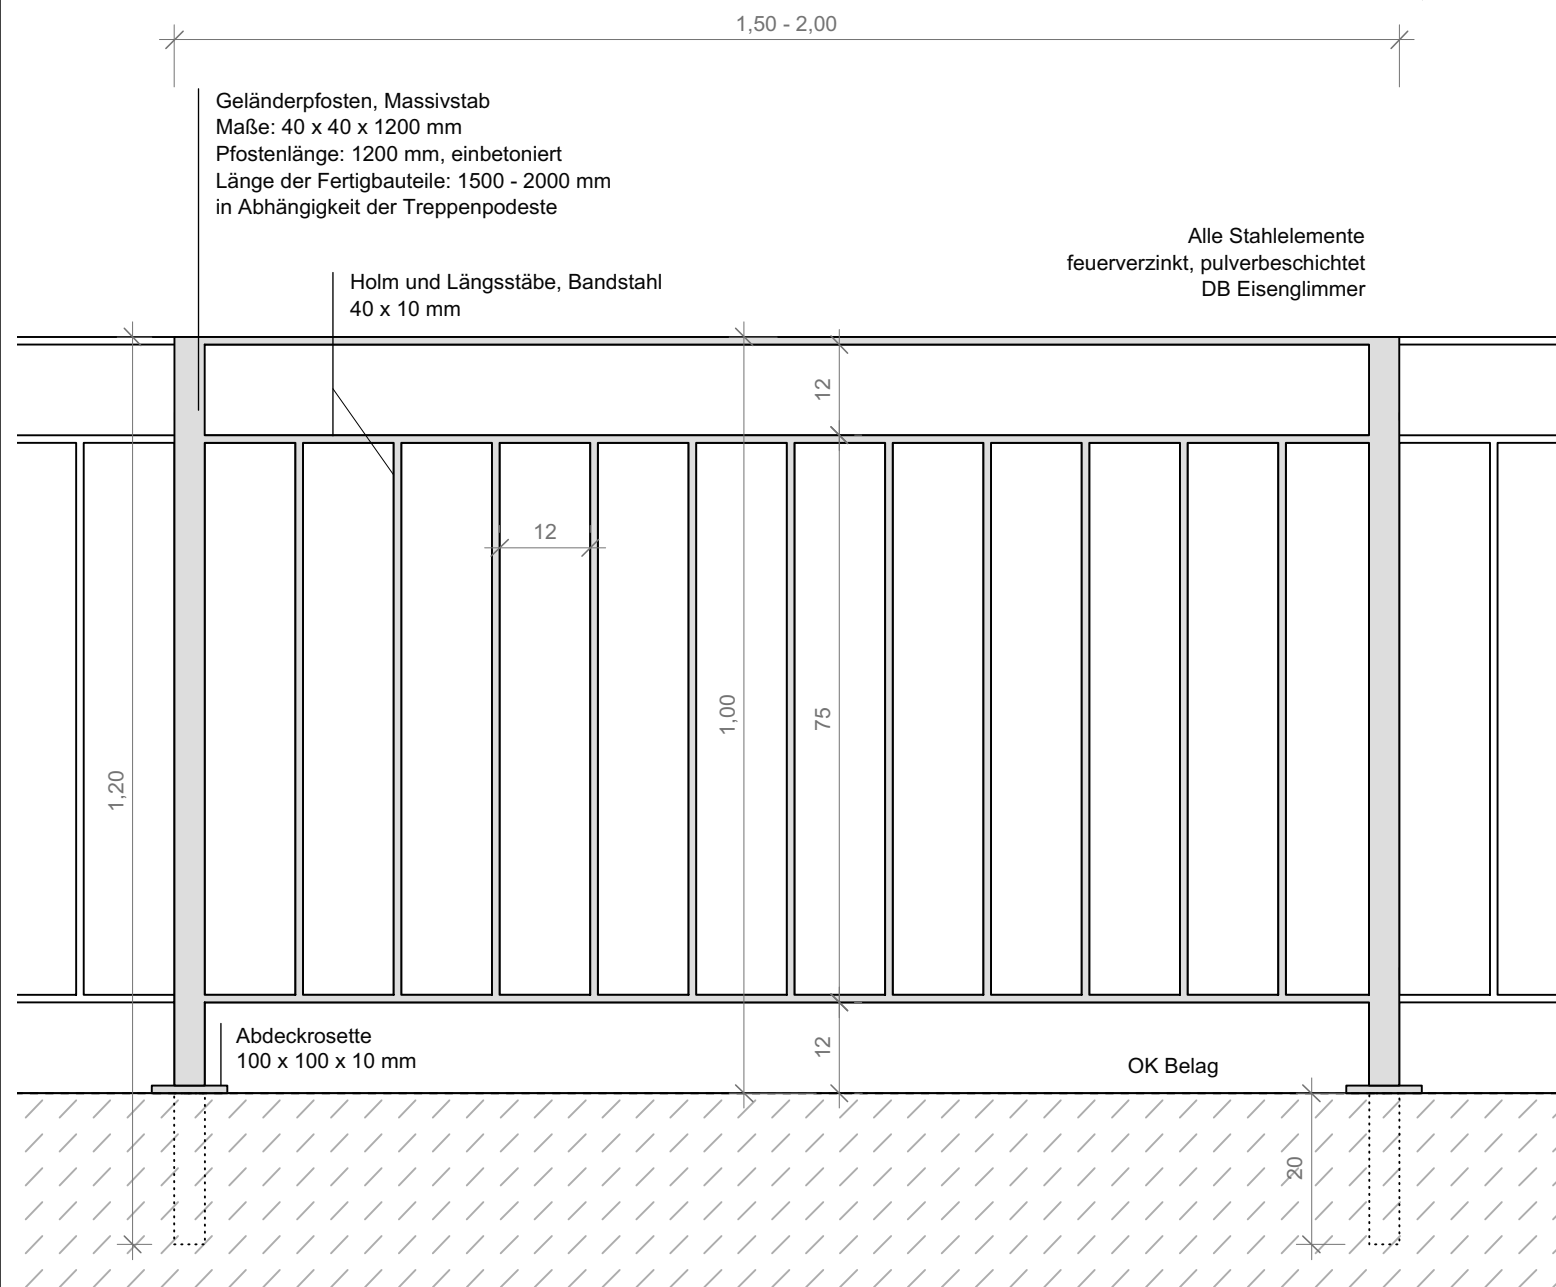 1,50 - 2,00
Geländerpfosten, Massivstab
Maße: 40 x 40 x 1200 mm
Pfostenlänge: 1200 mm, einbetoniert
Länge der Fertigbauteile: 1500 - 2000 mm
in Abhängigkeit der Treppenpodeste
Alle Stahlelemente
feuerverzinkt, pulverbeschichtet
DB Eisenglimmer
Holm und Längsstäbe, Bandstahl
40 x 10 mm
12
12
1,00
75
1,20
Abdeckrosette
100 x 100 x 10 mm
12
OK Belag
20